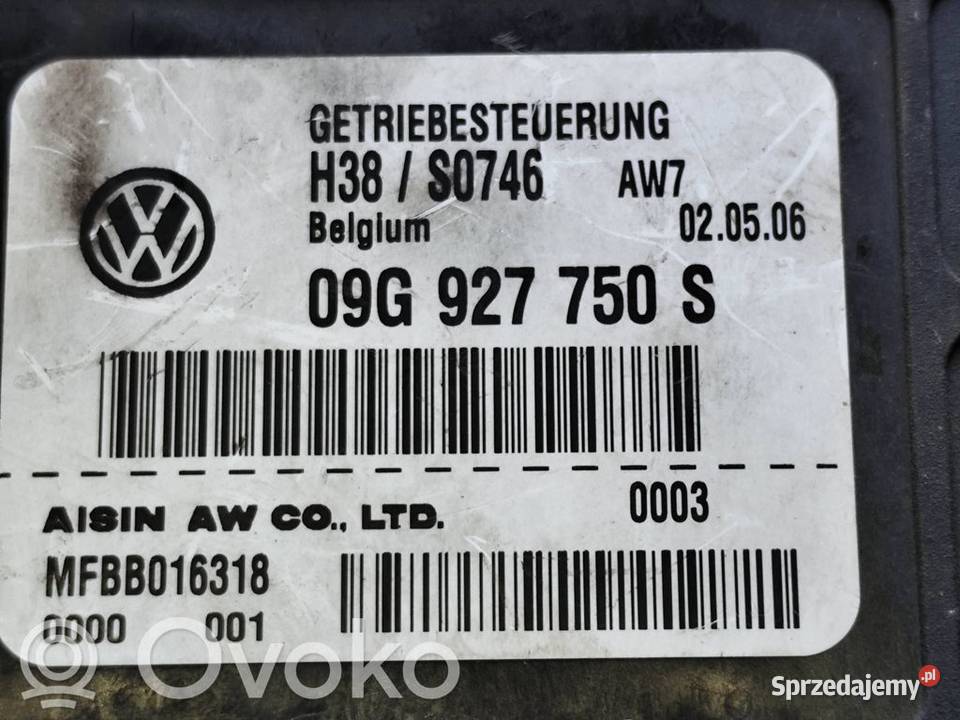 GETRIEBESTEUERUNG
H38 / S0746 AW7
Belgium 02.05.06
09G 927 750 S
AISIN AW CO., LTD. 0003
MFBB016318
0000 001
Ovoko
Sprzedajemy.pl